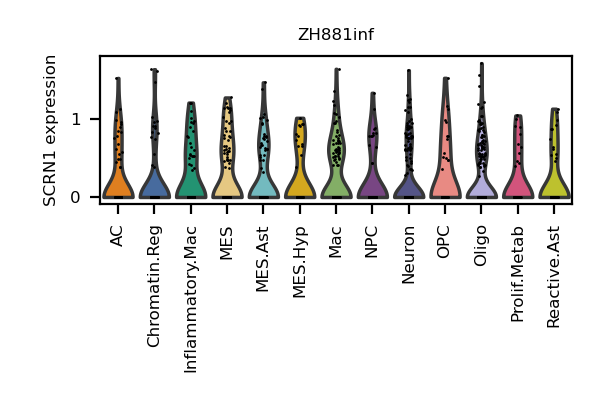 ZH881inf
SCRN1 expression
1
0
AC
Chromatin.Reg
Inflammatory.Mac
MES
MES.Ast
MES.Hyp
Mac
NPC
Neuron
OPC
Oligo
Prolif.Metab
Reactive.Ast